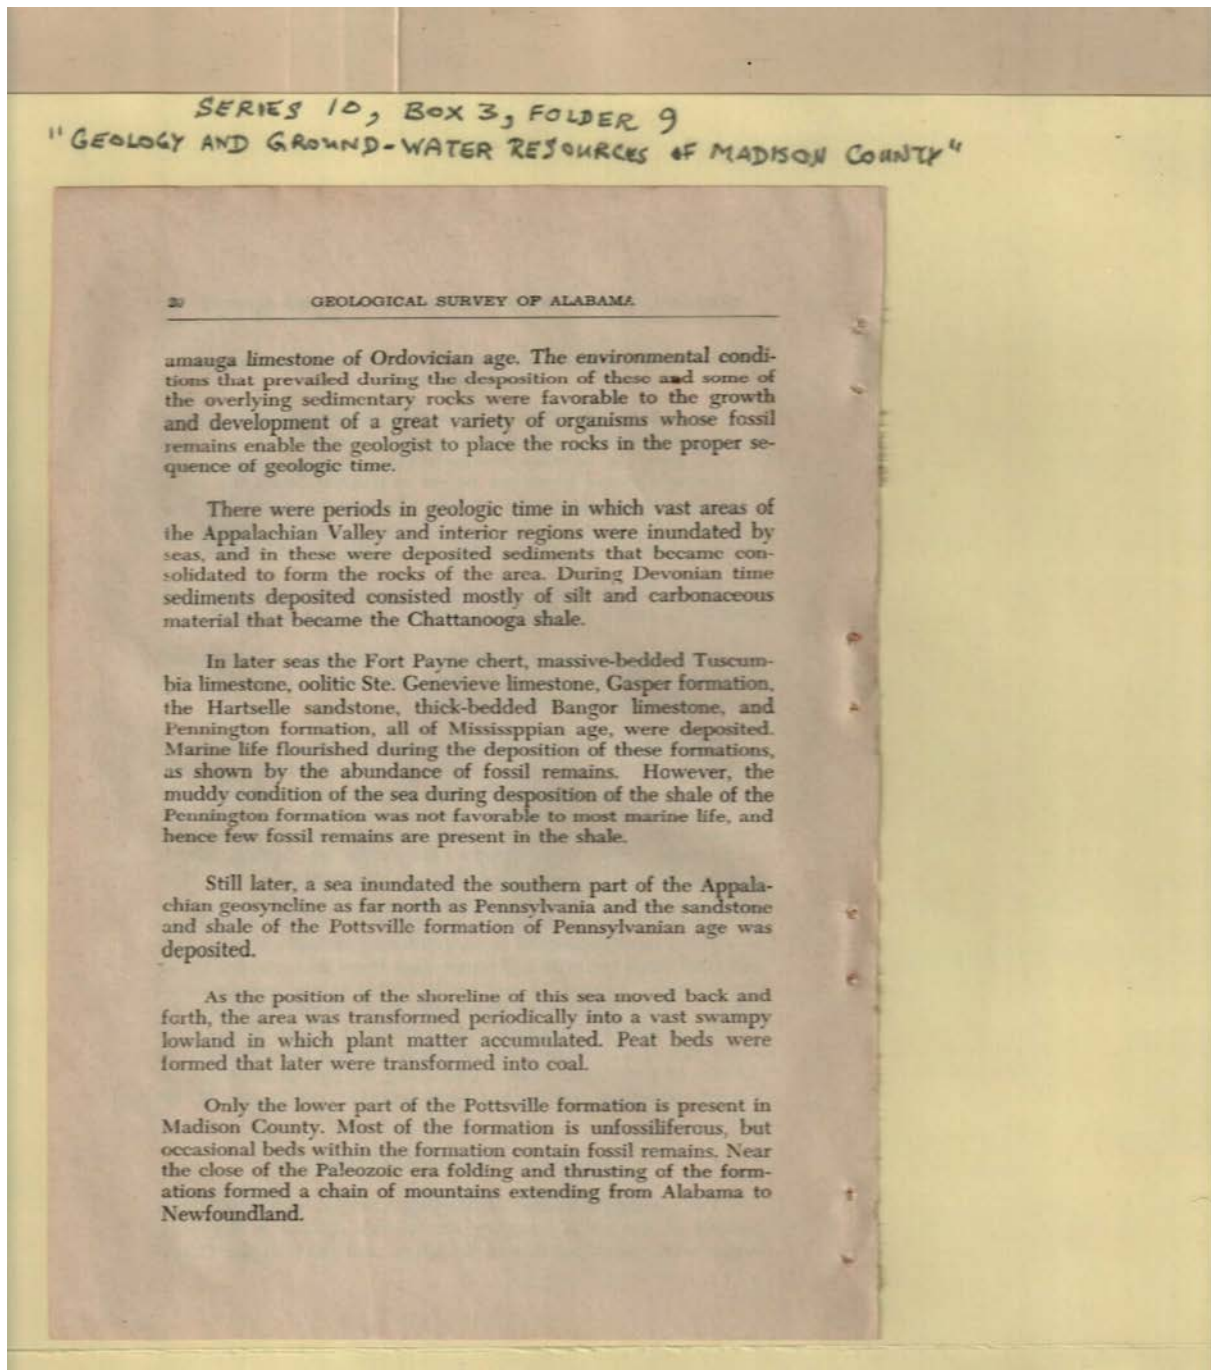 SERIES 10, BOX 3, FOLDER 9
"GEOLOGY AND GROUND-WATER RESOURCES OF MADISON COUNTY"
20 GEOLOGICAL SURVEY OF ALABAMA
amauga limestone of Ordovician age. The environmental condi-
tions that prevailed during the desposition of these and some of
the overlying sedimentary rocks were favorable to the growth
and development of a great variety of organisms whose fossil
remains enable the geologist to place the rocks in the proper se-
quence of geologic time.
There were periods in geologic time in which vast areas of
the Appalachian Valley and interior regions were inundated by
seas, and in these were deposited sediments that became con-
solidated to form the rocks of the area. During Devonian time
sediments deposited consisted mostly of silt and carbonaceous
material that became the Chattanooga shale.
In later seas the Fort Payne chert, massive-bedded Tuscum-
bia limestone, oolitic Ste. Genevieve limestone, Gasper formation,
the Hartselle sandstone, thick-bedded Bangor limestone, and
Pennington formation, all of Mississppian age, were deposited.
Marine life flourished during the deposition of these formations,
as shown by the abundance of fossil remains. However, the
muddy condition of the sea during desposition of the shale of the
Pennington formation was not favorable to most marine life, and
hence few fossil remains are present in the shale.
Still later, a sea inundated the southern part of the Appala-
chian geosyncline as far north as Pennsylvania and the sandstone
and shale of the Pottsville formation of Pennsylvanian age was
deposited.
As the position of the shoreline of this sea moved back and
forth, the area was transformed periodically into a vast swampy
lowland in which plant matter accumulated. Peat beds were
formed that later were transformed into coal.
Only the lower part of the Pottsville formation is present in
Madison County. Most of the formation is unfossiliferous, but
occasional beds within the formation contain fossil remains. Near
the close of the Paleozoic era folding and thrusting of the form-
ations formed a chain of mountains extending from Alabama to
Newfoundland.